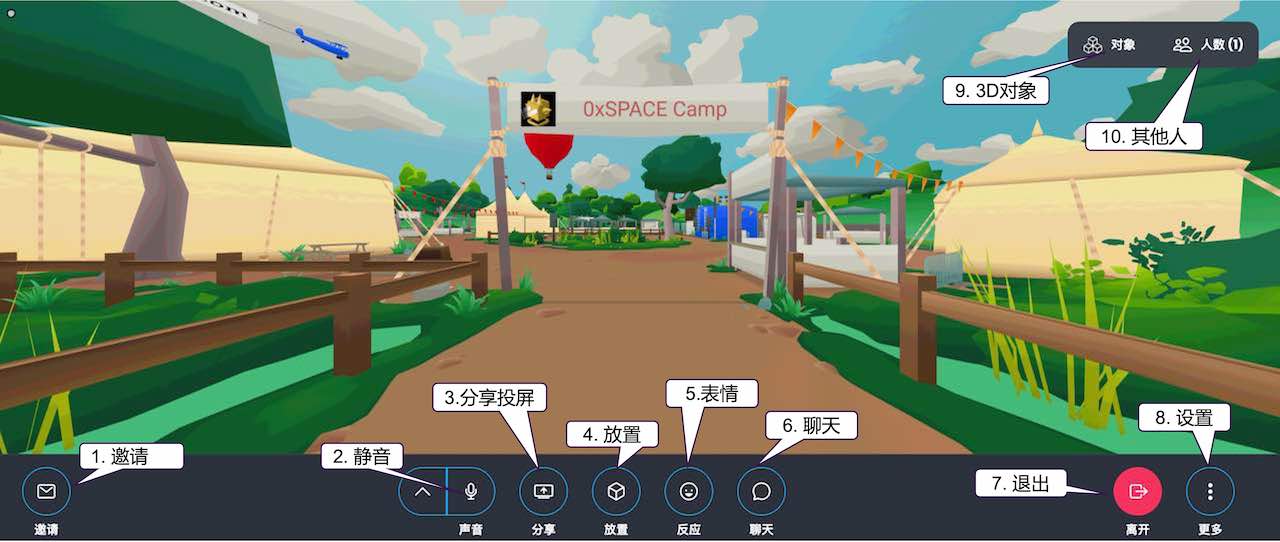 com
对象
人数 (1)
9. 3D对象
10. 其他人
0xSPACE Camp
3.分享投屏
5.表情
4. 放置
6. 聊天
8. 设置
1. 邀请
2. 静音
7. 退出
邀请
声音
分享
放置
反应
聊天
离开
更多